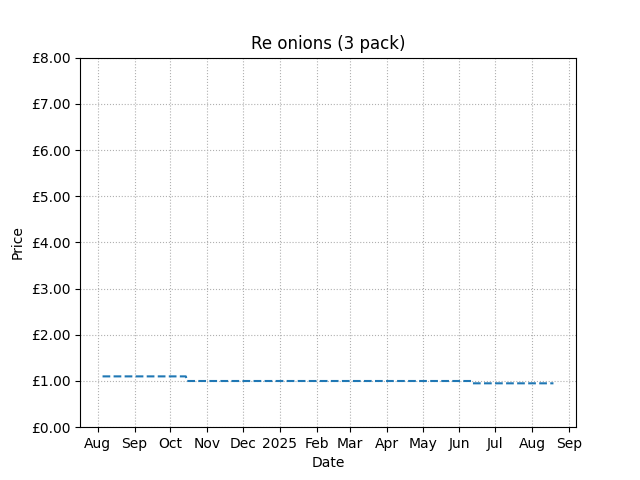 Re onions (3 pack)
£8.00
£7.00
£6.00
£5.00
£4.00
£3.00
£2.00
£1.00
£0.00
Price
Aug Sep Oct Nov Dec 2025 Feb Mar Apr May Jun Jul Aug Sep
Date